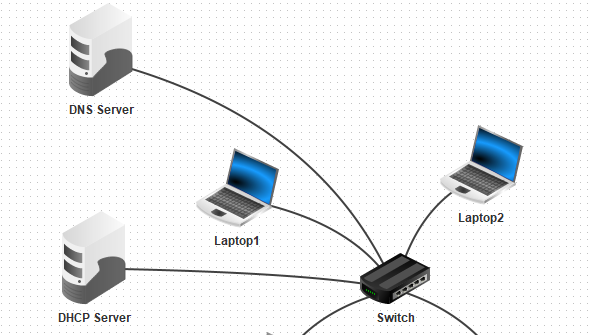 DNS Server
Laptop1
Laptop2
DHCP Server
Switch